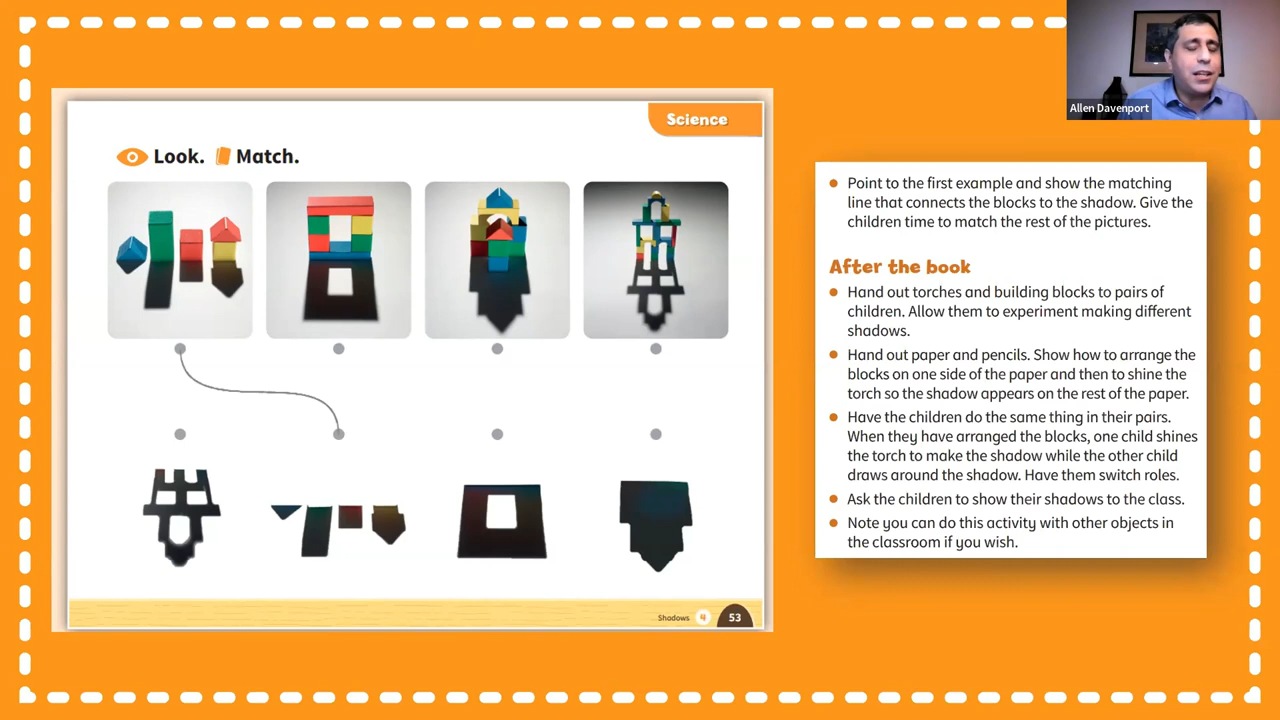 Allen Davenport
Science
Look. Match.
Shadows 4 53
Point to the first example and show the matching
line that connects the blocks to the shadow. Give the
children time to match the rest of the pictures.
After the book
Hand out torches and building blocks to pairs of
children. Allow them to experiment making different
shadows.
Hand out paper and pencils. Show how to arrange the
blocks on one side of the paper and then to shine the
torch so the shadow appears on the rest of the paper.
Have the children do the same thing in their pairs.
When they have arranged the blocks, one child shines
the torch to make the shadow while the other child
draws around the shadow. Have them switch roles.
Ask the children to show their shadows to the class.
Note you can do this activity with other objects in
the classroom if you wish.